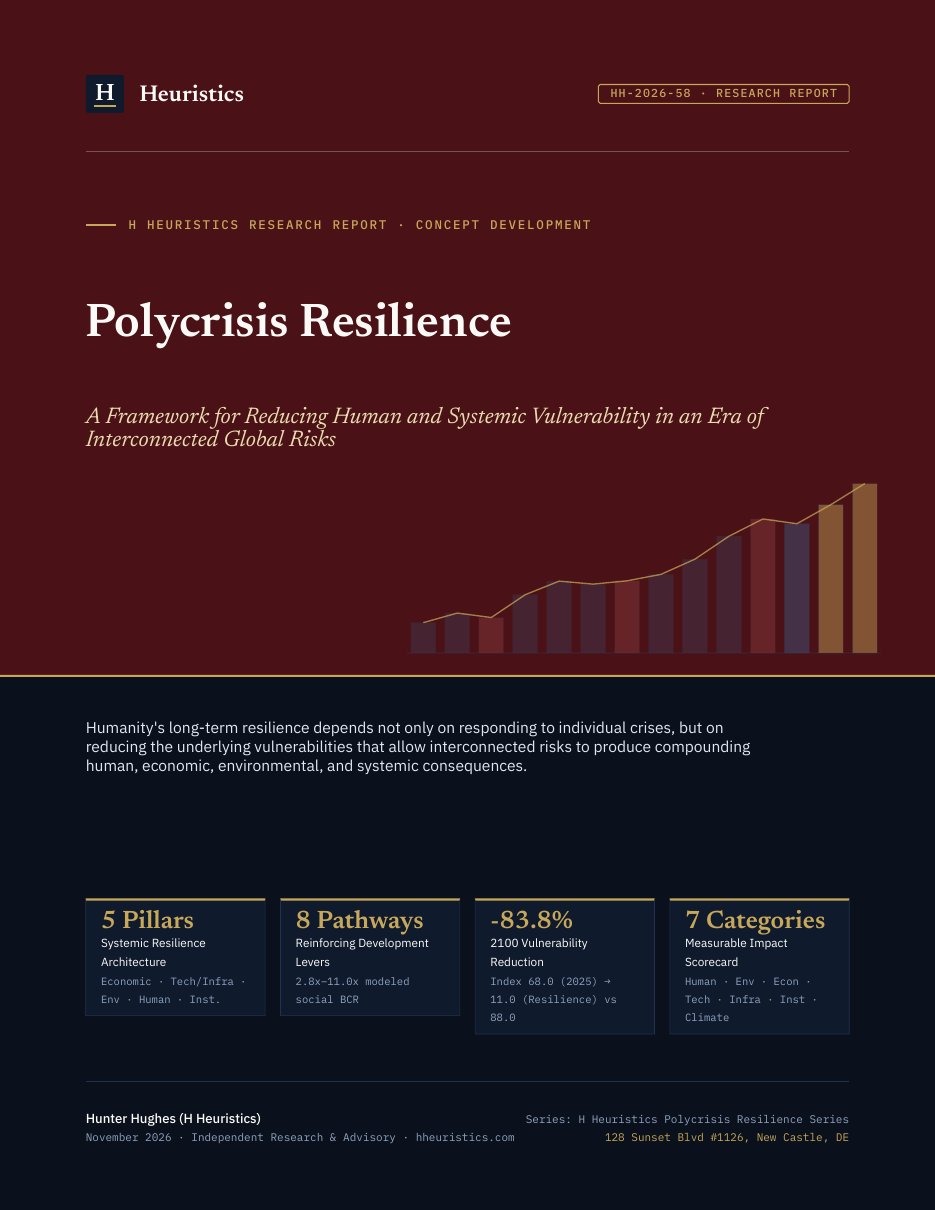 H Heuristics
HH-2026-58 · RESEARCH REPORT
H HEURISTICS RESEARCH REPORT · CONCEPT DEVELOPMENT
Polycrisis Resilience
A Framework for Reducing Human and Systemic Vulnerability in an Era of
Interconnected Global Risks
Humanity's long-term resilience depends not only on responding to individual crises, but on
reducing the underlying vulnerabilities that allow interconnected risks to produce compounding
human, economic, environmental, and systemic consequences.
5 Pillars
Systemic Resilience
Architecture
Economic · Tech/Infra ·
Env · Human · Inst.
8 Pathways
Reinforcing Development
Levers
2.8x–11.0x modeled
social BCR
-83.8%
2100 Vulnerability
Reduction
Index 68.0 (2025) →
11.0 (Resilience) vs
88.0
7 Categories
Measurable Impact
Scorecard
Human · Env · Econ ·
Tech · Infra · Inst ·
Climate
Hunter Hughes (H Heuristics)
November 2026 · Independent Research & Advisory · hheuristics.com
Series: H Heuristics Polycrisis Resilience Series
128 Sunset Blvd #1126, New Castle, DE